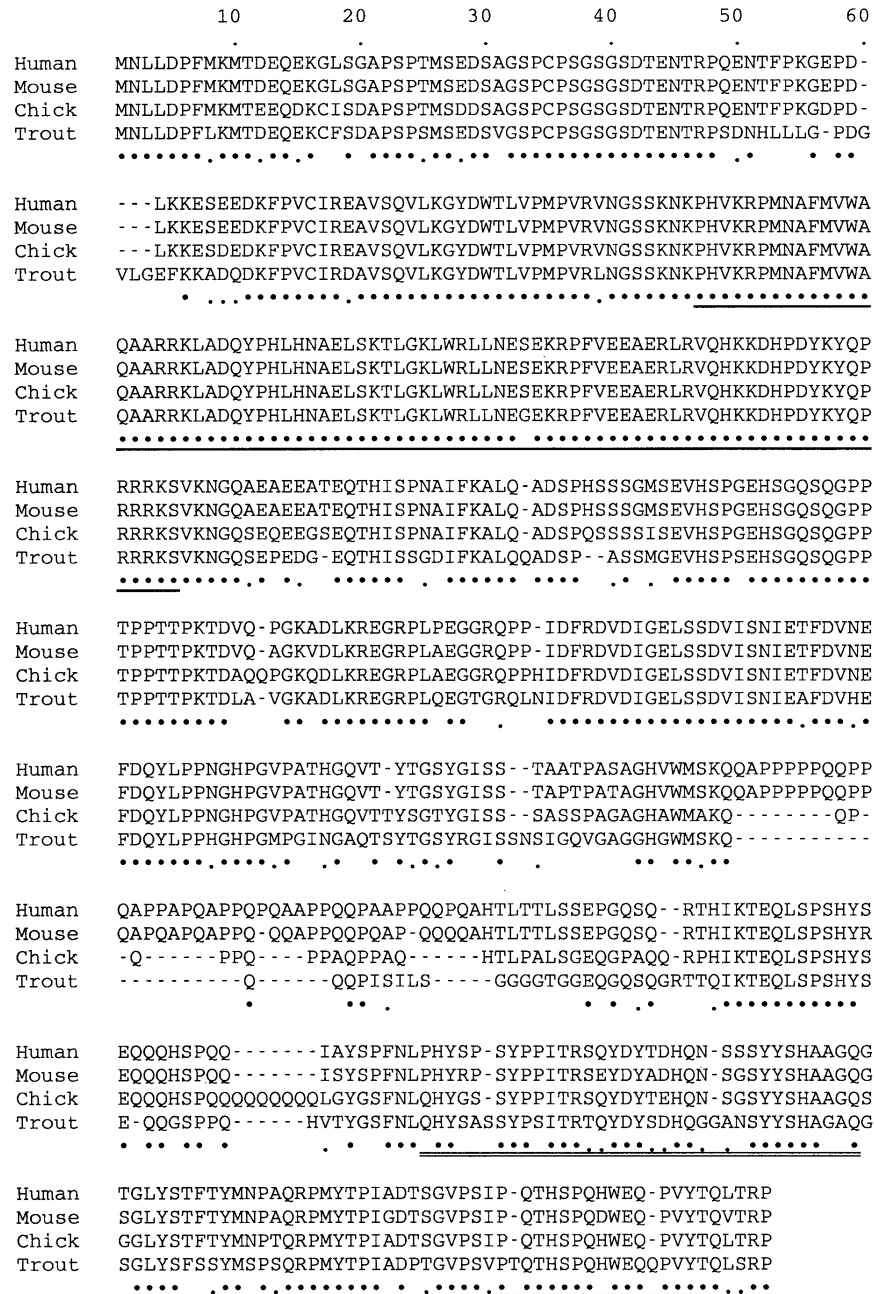 10 20 30 40 50 60
Human MNLLDPFMKMTDEQEKGLSGAPSPTMSEDSAGSPCPSGSGSDTENTRPQENTFPKGEPD-
Mouse MNLLDPFMKMTDEQEKGLSGAPSPTMSEDSAGSPCPSGSGSDTENTRPQENTFPKGEPD-
Chick MNLLDPFMKMTEEQDKCISDAPSPTMSDDSAGSPCPSGSGSDTENTRPQENTFPKGDPD-
Trout MNLLDPFLKMTDEQEKCFSDAPSPSMSEDSVGSPCPSGSGSDTENTRPSDNHLLLG-PDG
Human ---LKKESEEDKFPVCIREAVSQVLKGYDWTLVPMPVRVNGSSKNKPHVKRPMNAFMVWA
Mouse ---LKKESEEDKFPVCIREAVSQVLKGYDWTLVPMPVRVNGSSKNKPHVKRPMNAFMVWA
Chick ---LKKESDEDKFPVCIREAVSQVLKGYDWTLVPMPVRVNGSSKNKPHVKRPMNAFMVWA
Trout VLGEFKKADQDKFPVCIRDAVSQVLKGYDWTLVPMPVRLNGSSKNKPHVKRPMNAFMVWA
Human QAARRKLADQYPHLHNAELSKTLGKLWRLLNESEKRPFVEEAERLRVQHKKDHPDYKYQP
Mouse QAARRKLADQYPHLHNAELSKTLGKLWRLLNESEKRPFVEEAERLRVQHKKDHPDYKYQP
Chick QAARRKLADQYPHLHNAELSKTLGKLWRLLNESEKRPFVEEAERLRVQHKKDHPDYKYQP
Trout QAARRKLADQYPHLHNAELSKTLGKLWRLLNEGEKRPFVEEAERLRVQHKKDHPDYKYQP
Human RRRKSVKNGQAEAEEATEQTHISPNAIFKALQ-ADSPHSSSGMSEVHSPGEHSGQSQGPP
Mouse RRRKSVKNGQAEAEEATEQTHISPNAIFKALQ-ADSPHSSSGMSEVHSPGEHSGQSQGPP
Chick RRRKSVKNGQSEQEEGSEQTHISPNAIFKALQ-ADSPQSSSSISEVHSPGEHSGQSQGPP
Trout RRRKSVKNGQSEPEDG-EQTHISSGDIFKALQQADSP--ASSMGEVHSPSEHSGQSQGPP
Human TPPTTPKTDVQ-PGKADLKREGRPLPEGGRQPP-IDFRDVDIGELSSDVISNIETFDVNE
Mouse TPPTTPKTDVQ-AGKVDLKREGRPLAEGGRQPP-IDFRDVDIGELSSDVISNIETFDVNE
Chick TPPTTPKTDAQQPGKQDLKREGRPLAEGGRQPPHIDFRDVDIGELSSDVISNIETFDVNE
Trout TPPTTPKTDLA-VGKADLKREGRPLQEGTGRQLNIDFRDVDIGELSSDVISNIEAFDVHE
Human FDQYLPPNGHPGVPATHGQVT-YTGSYGISS--TAATPASAGHVWMSKQQAPPPPPQQPP
Mouse FDQYLPPNGHPGVPATHGQVT-YTGSYGISS--TAPTPATAGHVWMSKQQAPPPPPQQPP
Chick FDQYLPPNGHPGVPATHGQVTTYSGTYGISS--SASSPAGAGHAWMAKQ--------QP-
Trout FDQYLPPHGHPGMPGINGAQTSYTGSYRGISSNSIGQVGAGGHGWMSKQ-----------
Human QAPPAPQAPPQPQAAPPQQPAAPPQQPQAHTLTTLSSEPGQSQ--RTHIKTEQLSPSHYS
Mouse QAPQAPQAPPQ-QQAPPQQPQAP-QQQQAHTLTTLSSEPGQSQ--RTHIKTEQLSPSHYR
Chick -Q------PPQ---PPAQPPAQ------HTLPALSGEQGPAQQ-RPHIKTEQLSPSHYS
Trout ----------Q------QQPISILS-----GGGGTGGEQGQSQGRTTQIKTEQLSPSHYS
Human EQQQHSPQQ-------IAYSPFNLPHYSP-SYPPITRSQYDYTDHQN-SSSYYSHAAGQG
Mouse EQQQHSPQQ-------ISYSPFNLPHYRP-SYPPITRSEYDYADHQN-SGSYYSHAAGQG
Chick EQQQHSPQQQQQQQQQLGYGSFNLQHYGS-SYPPITRSQYDYTEHQN-SGSYYSHAAGQS
Trout E-QQGSPPQ-------HVTYGSFNLQHYSASSYPSITRTQYDYSDHQGGANSYYSHAGAQG
Human TGLYSTFTYMNPAQRPMYTPIADTSGVPSIP-QTHSPQHWEQ-PVYTQLTRP
Mouse SGLYSTFTYMNPAQRPMYTPIGDTSGVPSIP-QTHSPQDWEQ-PVYTQVTRP
Chick GGLYSTFTYMNPTQRPMYTPIADTSGVPSIP-QTHSPQHWEQ-PVYTQLTRP
Trout SGLYSFSSYMSPSQRPMYTPIADPTGVPSVPTQTHSPQHWEQQPVYTQLSRP